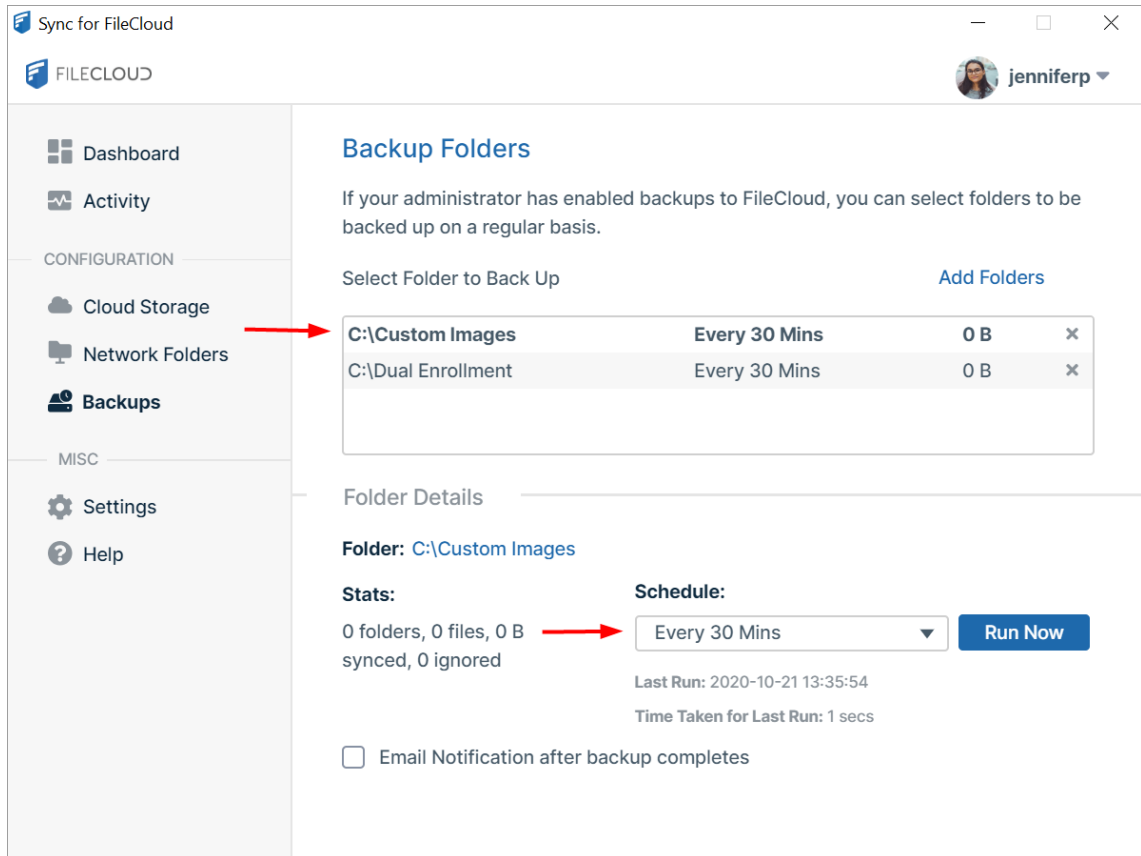 Sync for FileCloud
FILECLOUD
jenniferp
Dashboard
Activity
CONFIGURATION
Cloud Storage
Network Folders
Backups
MISC
Settings
Help
Backup Folders
If your administrator has enabled backups to FileCloud, you can select folders to be
backed up on a regular basis.
Select Folder to Back Up Add Folders
C:\Custom Images Every 30 Mins 0 B ×
C:\Dual Enrollment Every 30 Mins 0 B ×
Folder Details
Folder: C:\Custom Images
Stats:
0 folders, 0 files, 0 B
synced, 0 ignored
Schedule:
Every 30 Mins Run Now
Last Run: 2020-10-21 13:35:54
Time Taken for Last Run: 1 secs
Email Notification after backup completes